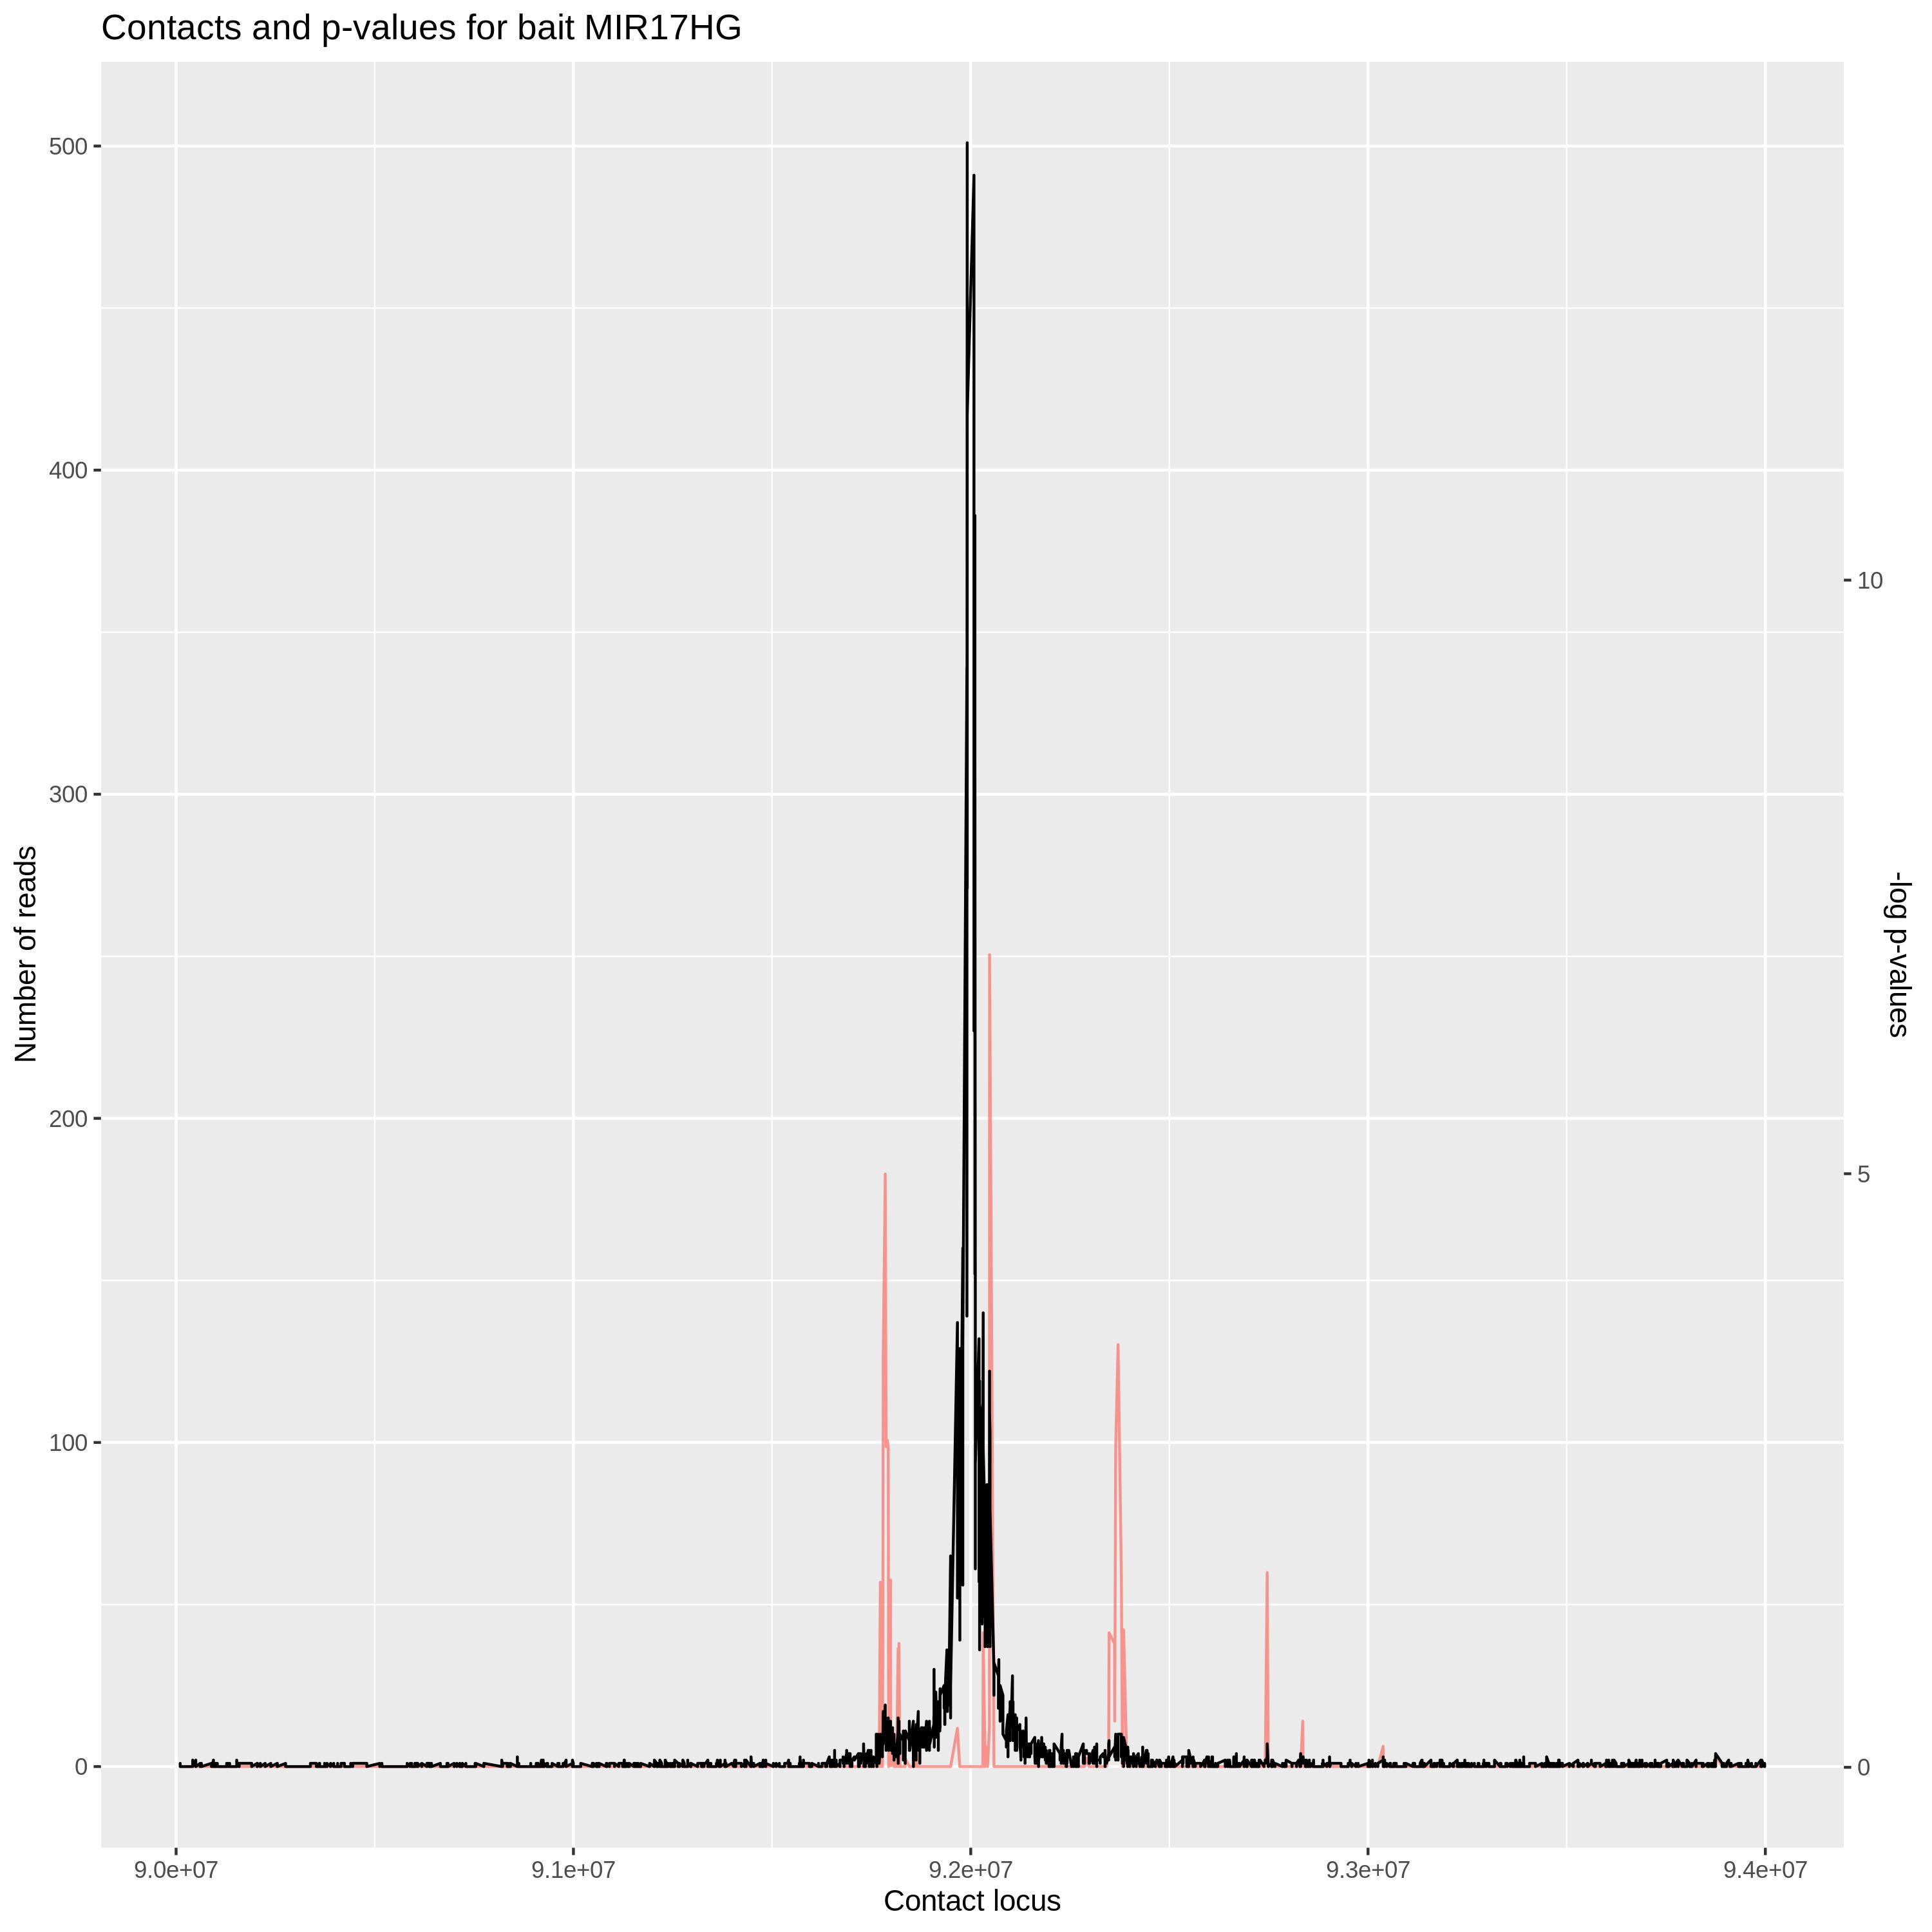 Contacts and p-values for bait MIR17HG
500
400
300
200
100
0
Number of reads
10
5
0
-log p-values
9.0e+07
9.1e+07
9.2e+07
9.3e+07
9.4e+07
Contact locus